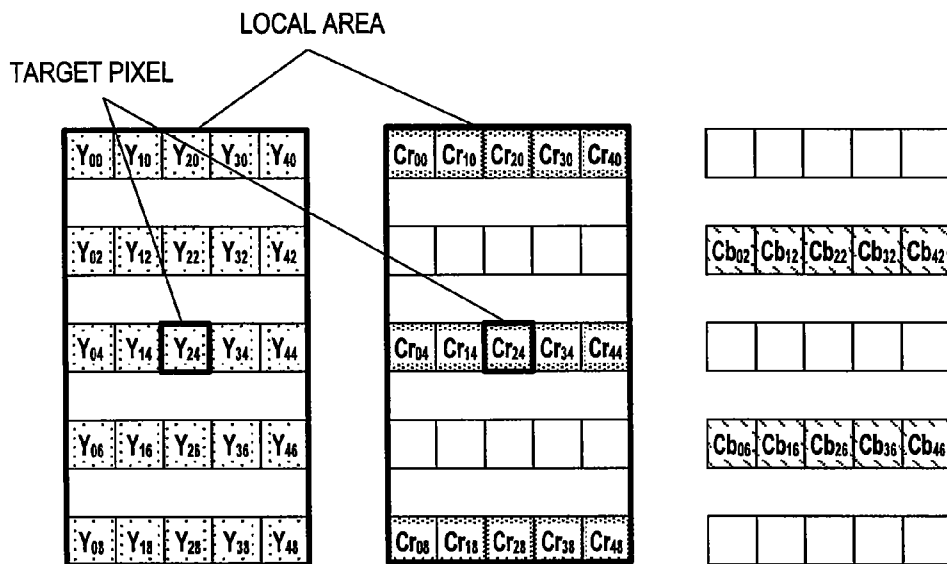 LOCAL AREA
TARGET PIXEL
Y00 Y10 Y20 Y30 Y40 Cr00 Cr10 Cr20 Cr30 Cr40
Y02 Y12 Y22 Y32 Y42 Cb02 Cb12 Cb22 Cb32 Cb42
Y04 Y14 Y24 Y34 Y44 Cr04 Cr14 Cr24 Cr34 Cr44
Y06 Y16 Y26 Y36 Y46 Cb06 Cb16 Cb26 Cb36 Cb46
Y08 Y18 Y28 Y38 Y48 Cr08 Cr18 Cr28 Cr38 Cr48